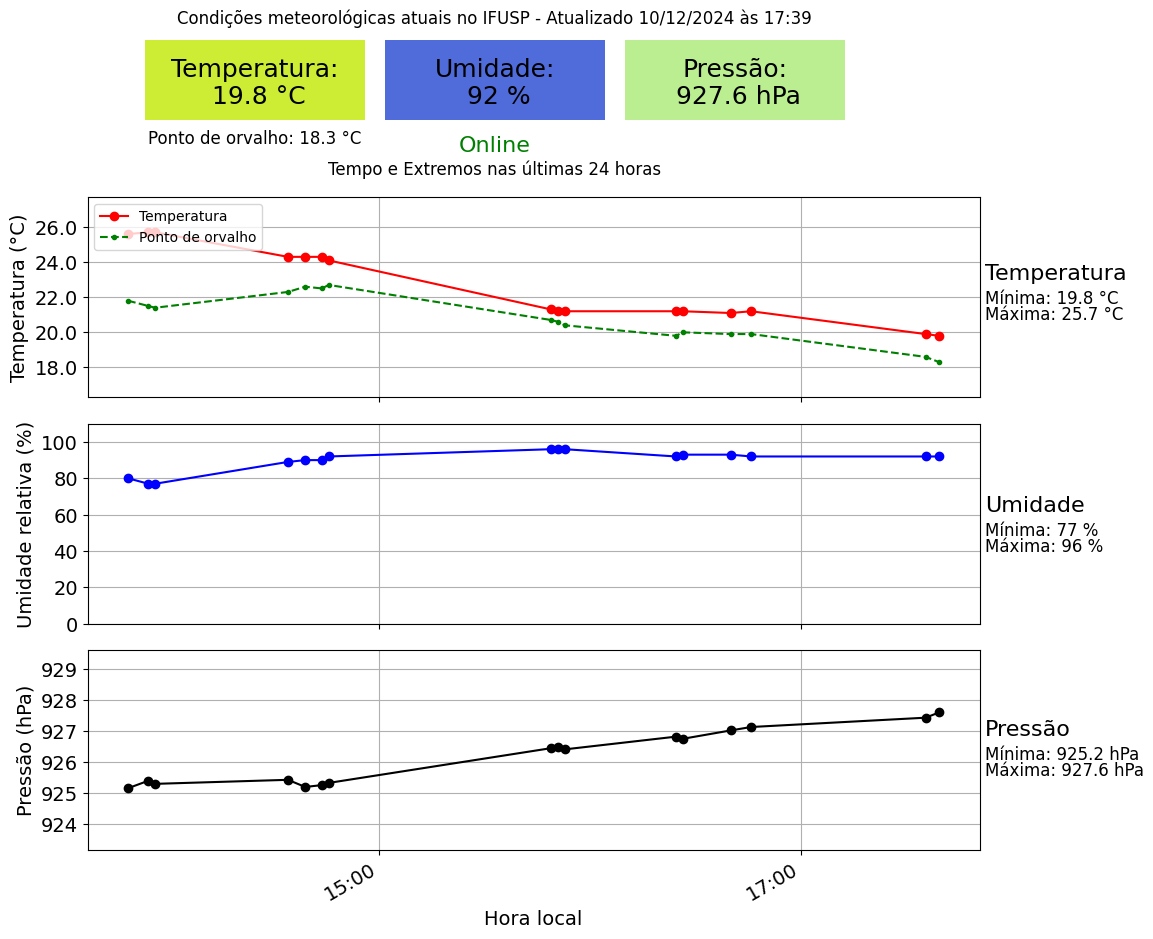 Condições meteorológicas atuais no IFUSP - Atualizado 10/12/2024 às 17:39
Temperatura:
19.8 °C
Umidade:
92 %
Pressão:
927.6 hPa
Ponto de orvalho: 18.3 °C
Online
Tempo e Extremos nas últimas 24 horas
Temperatura (°C)
26.0
24.0
22.0
20.0
18.0
Temperatura
Ponto de orvalho
Temperatura
Mínima: 19.8 °C
Máxima: 25.7 °C
Umidade relativa (%)
100
80
60
40
20
0
Umidade
Mínima: 77 %
Máxima: 96 %
Pressão (hPa)
929
928
927
926
925
924
Pressão
Mínima: 925.2 hPa
Máxima: 927.6 hPa
15:00
17:00
Hora local